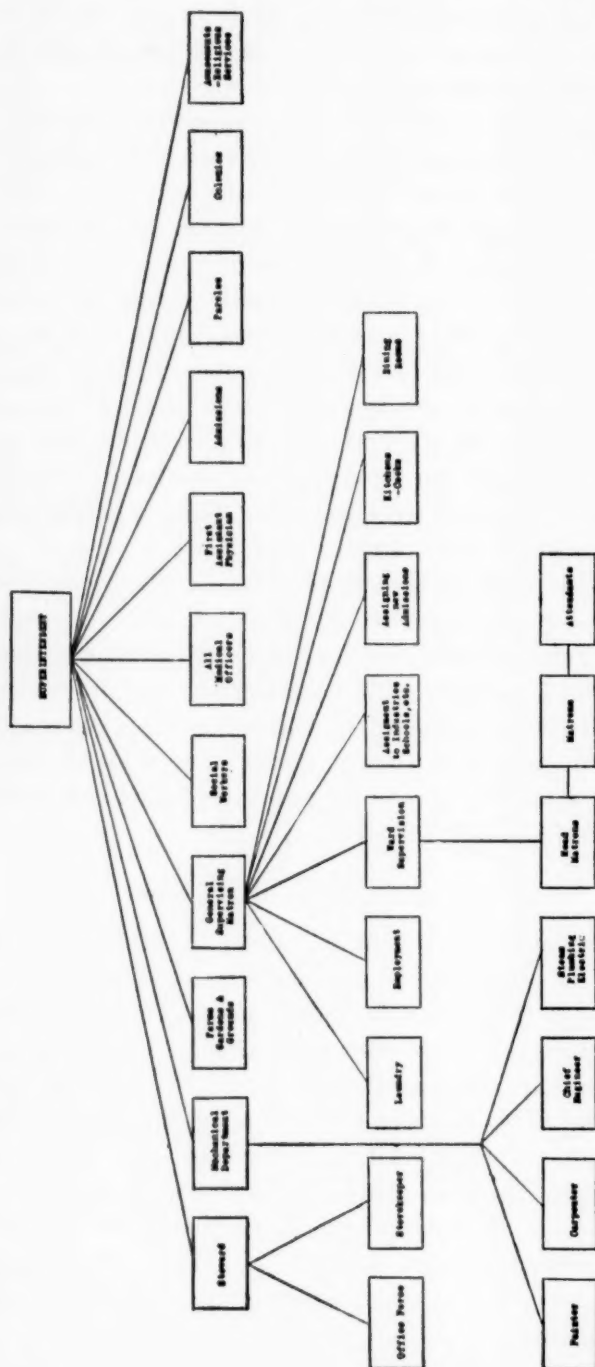 SUPERINTENDENT
Steward
Mechanical
Department
Farms
Gardens &
Grounds
General
Supervising
Matron
Social
Workers
All
Medical
Officers
First
Assistant
Physician
Admissions
Paroles
Colonies
Amusements
-Religious
Services
Office Force
Storekeeper
Laundry
Employment
Ward
Supervision
Assigment
to Industries
Schools,etc.
Assigning
new
Admissions
Kitchens
-Cooks
Dining
Rooms
Painter
Carpenter
Chief
Engineer
Steam
Plumbing
Electric
Head
Matrons
Matrons
Attendants